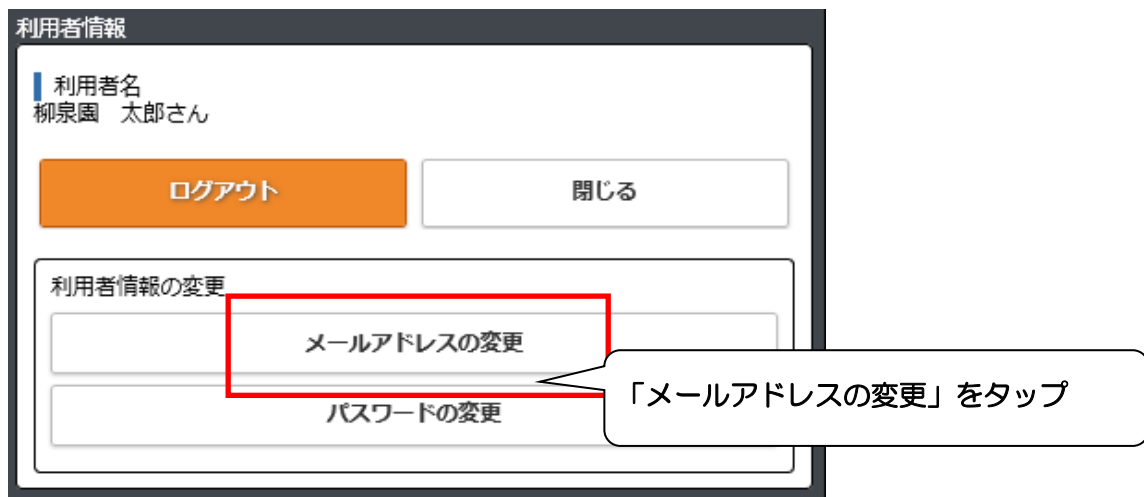 利用者情報
利用者名
柳泉園　太郎さん
ログアウト
閉じる
利用者情報の変更
メールアドレスの変更
「メールアドレスの変更」をタップ
パスワードの変更